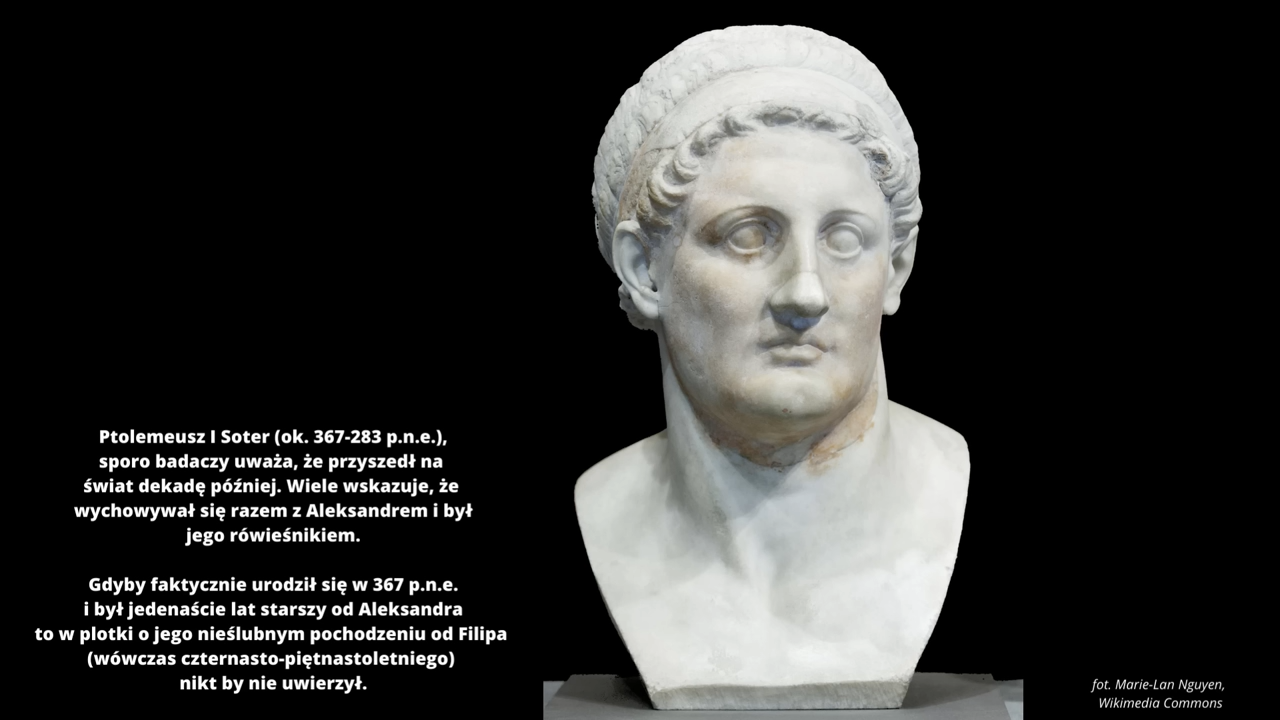 Ptolemeusz I Soter (ok. 367-283 p.n.e.),
sporo badaczy uważa, że przyszedł na
świat dekadę później. Wiele wskazuje, że
wychowywał się razem z Aleksandrem i był
jego rówieśnikiem.
Gdyby faktycznie urodził się w 367 p.n.e.
i był jedenaście lat starszy od Aleksandra
to w plotki o jego nieślubnym pochodzeniu od Filipa
(wówczas czternasto-piętnastoletniego)
nikt by nie uwierzył.
fot. Marie-Lan Nguyen,
Wikimedia Commons